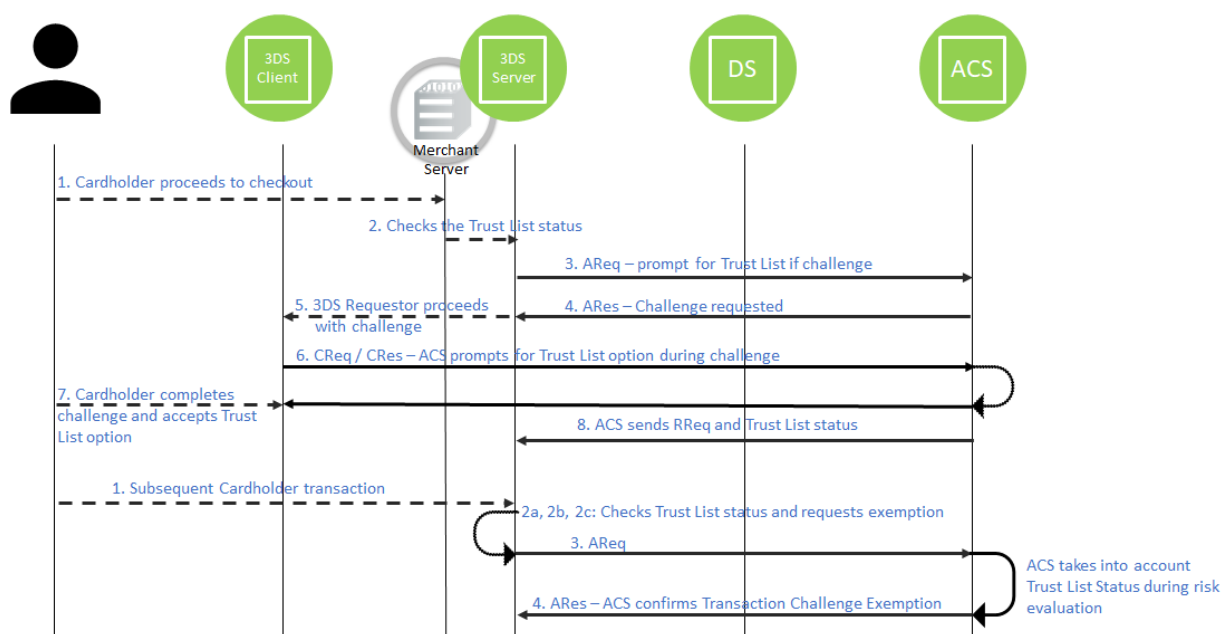 3DS
Client
3DS
Server
DS
ACS
01010
Merchant
Server
1. Cardholder proceeds to checkout
2. Checks the Trust List status
3. AReq – prompt for Trust List if challenge
5. 3DS Requestor proceeds
with challenge
4. ARes – Challenge requested
6. CReq / CRes – ACS prompts for Trust List option during challenge
7. Cardholder completes
challenge and accepts Trust
List option
8. ACS sends RReq and Trust List status
1. Subsequent Cardholder transaction
2a, 2b, 2c: Checks Trust List status and requests exemption
3. AReq
ACS takes into account
Trust List Status during risk
evaluation
4. ARes – ACS confirms Transaction Challenge Exemption